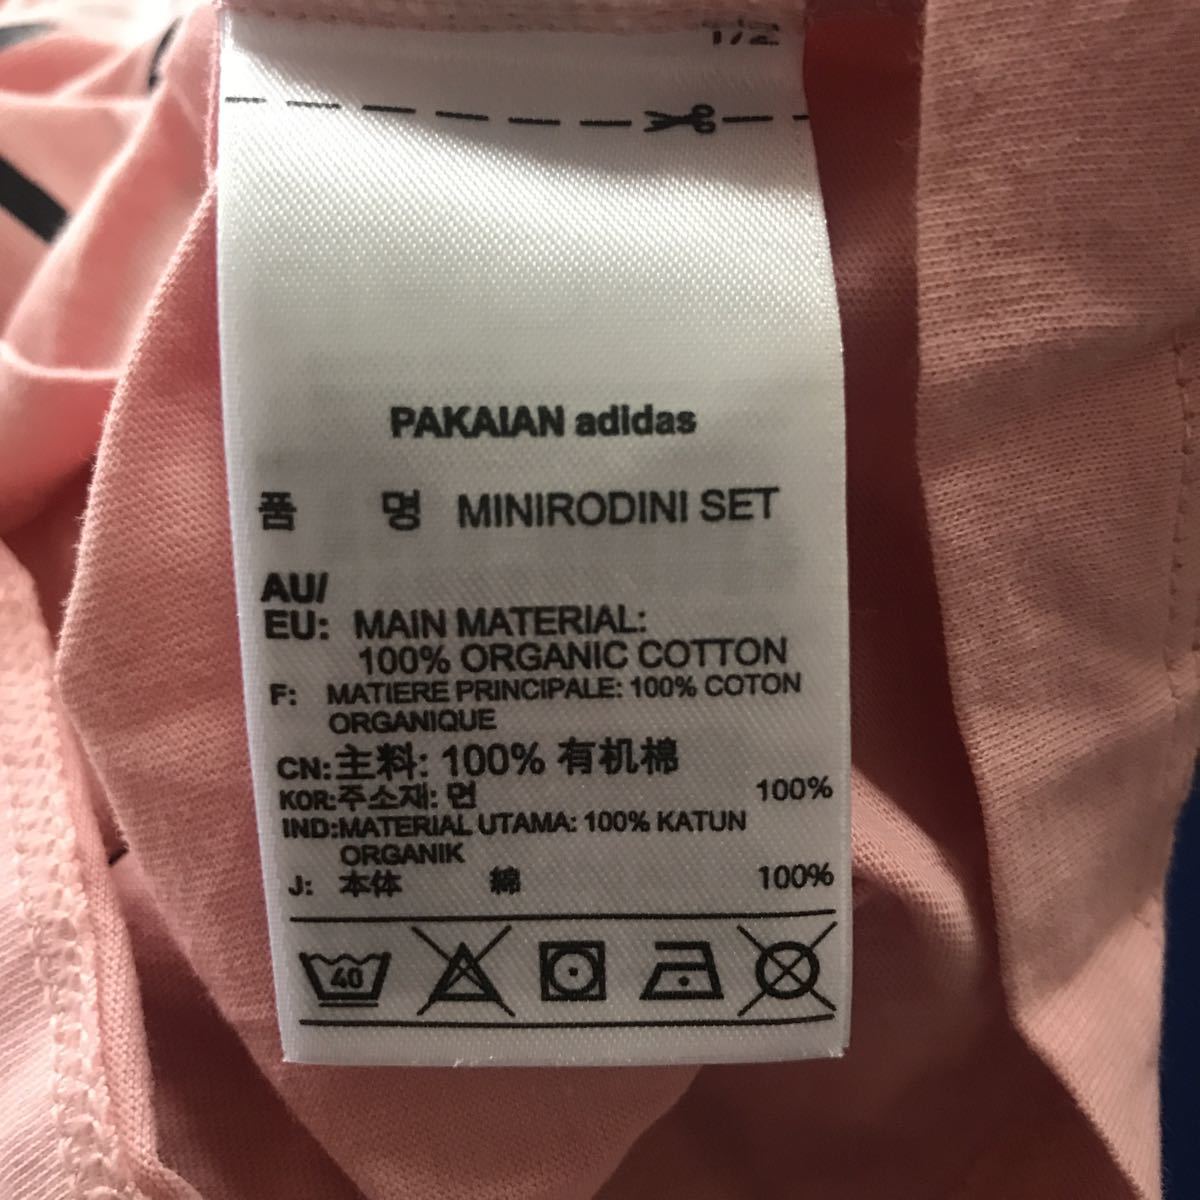 PAKAIAN adidas
품 명 MINIRODINI SET
AU/
EU: MAIN MATERIAL:
100% ORGANIC COTTON
F: MATIERE PRINCIPALE: 100% COTON
ORGANIQUE
CN:主料: 100% 有机棉
KOR:주소재: 면 100%
IND:MATERIAL UTAMA: 100% KATUN
ORGANIK
J: 本体 綿 100%
40